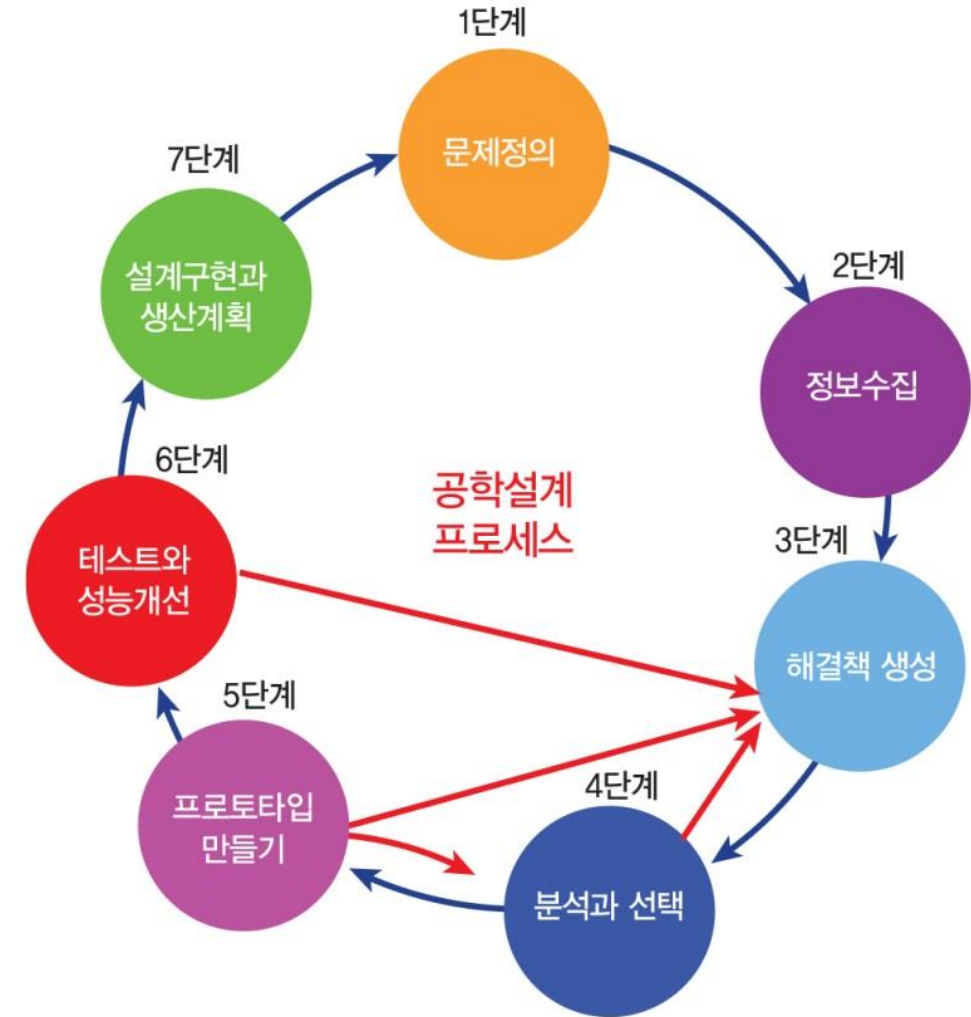 1단계
문제정의
2단계
정보수집
3단계
해결책 생성
4단계
분석과 선택
5단계
프로토타입
만들기
6단계
테스트와
성능개선
7단계
설계구현과
생산계획
공학설계
프로세스